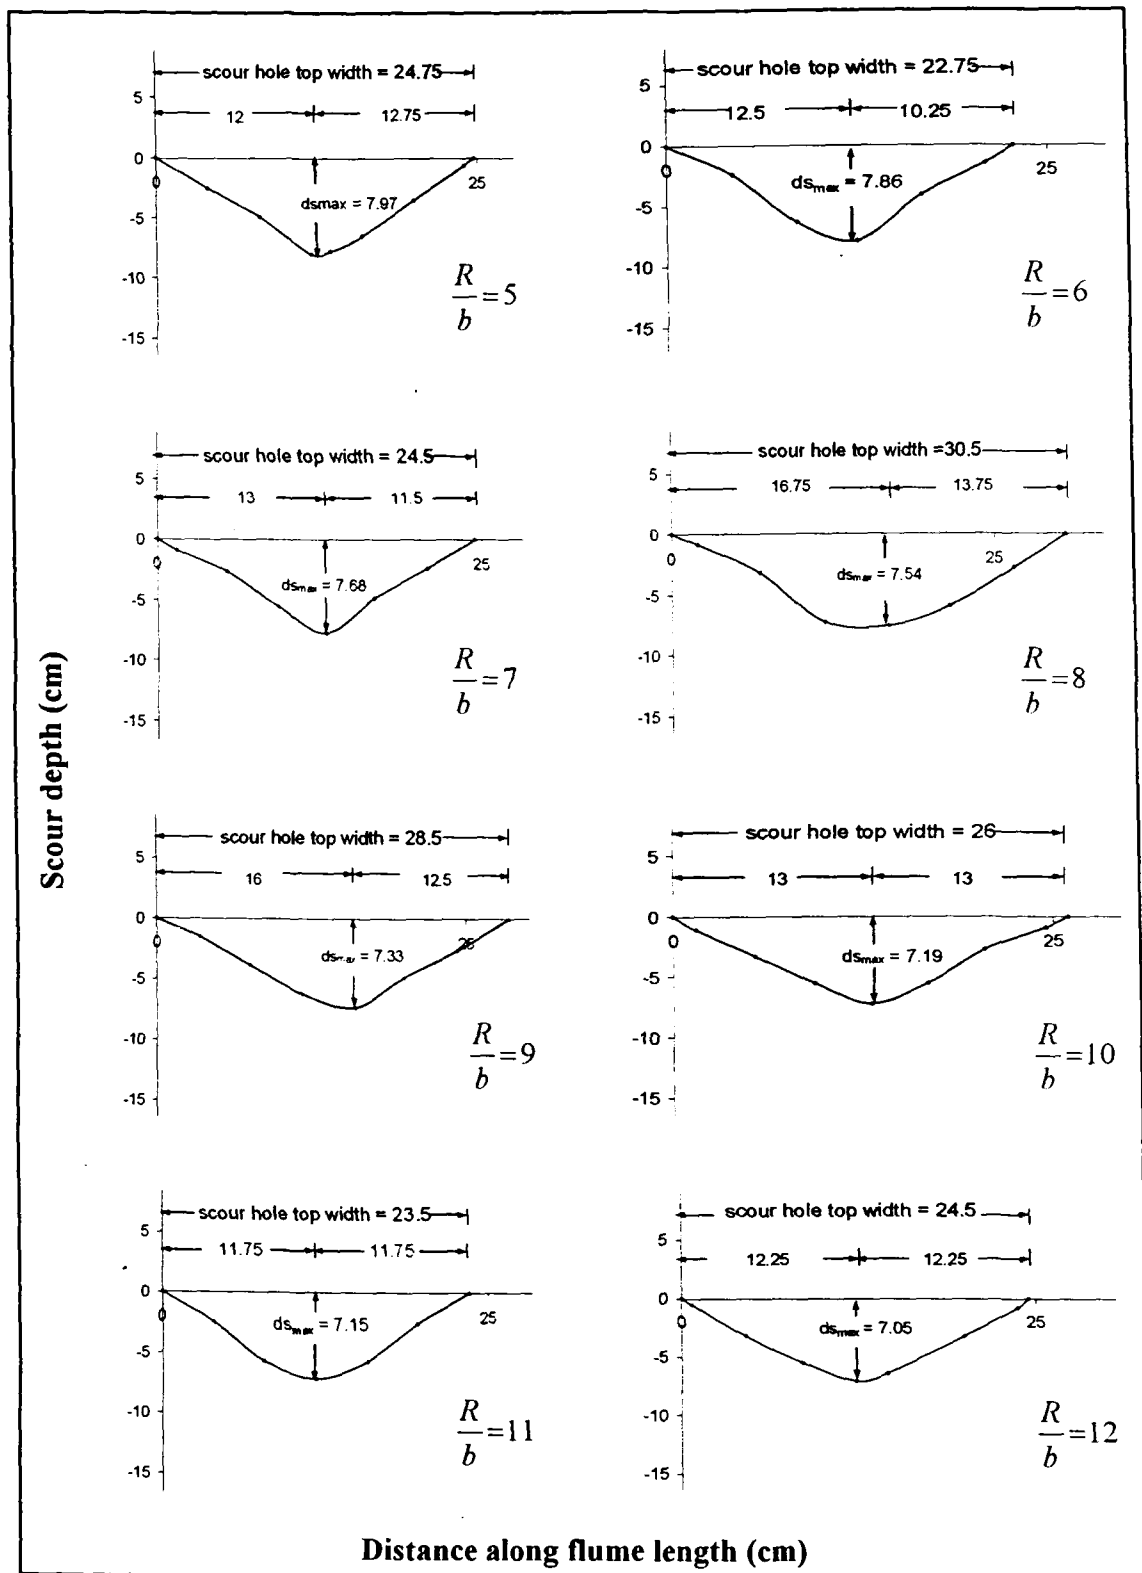 scour hole top width = 24.75
12 12.75
5
0
0
25
dsmax = 7.97
-5
-10
-15
R/b=5
scour hole top width = 22.75
12.5 10.25
5
0
0
25
dsmax = 7.86
-5
-10
-15
R/b=6
scour hole top width = 24.5
13 11.5
5
0
0
25
dsmax = 7.68
-5
-10
-15
R/b=7
scour hole top width =30.5
16.75 13.75
5
0
0
25
dsmax = 7.54
-5
-10
-15
R/b=8
scour hole top width = 28.5
16 12.5
5
0
0
25
dsmax = 7.33
-5
-10
-15
R/b=9
scour hole top width = 26
13 13
5
0
0
25
dsmax = 7.19
-5
-10
-15
R/b=10
scour hole top width = 23.5
11.75 11.75
5
0
0
25
dsmax = 7.15
-5
-10
-15
R/b=11
scour hole top width = 24.5
12.25 12.25
5
0
0
25
dsmax = 7.05
-5
-10
-15
R/b=12
Scour depth (cm)
Distance along flume length (cm)